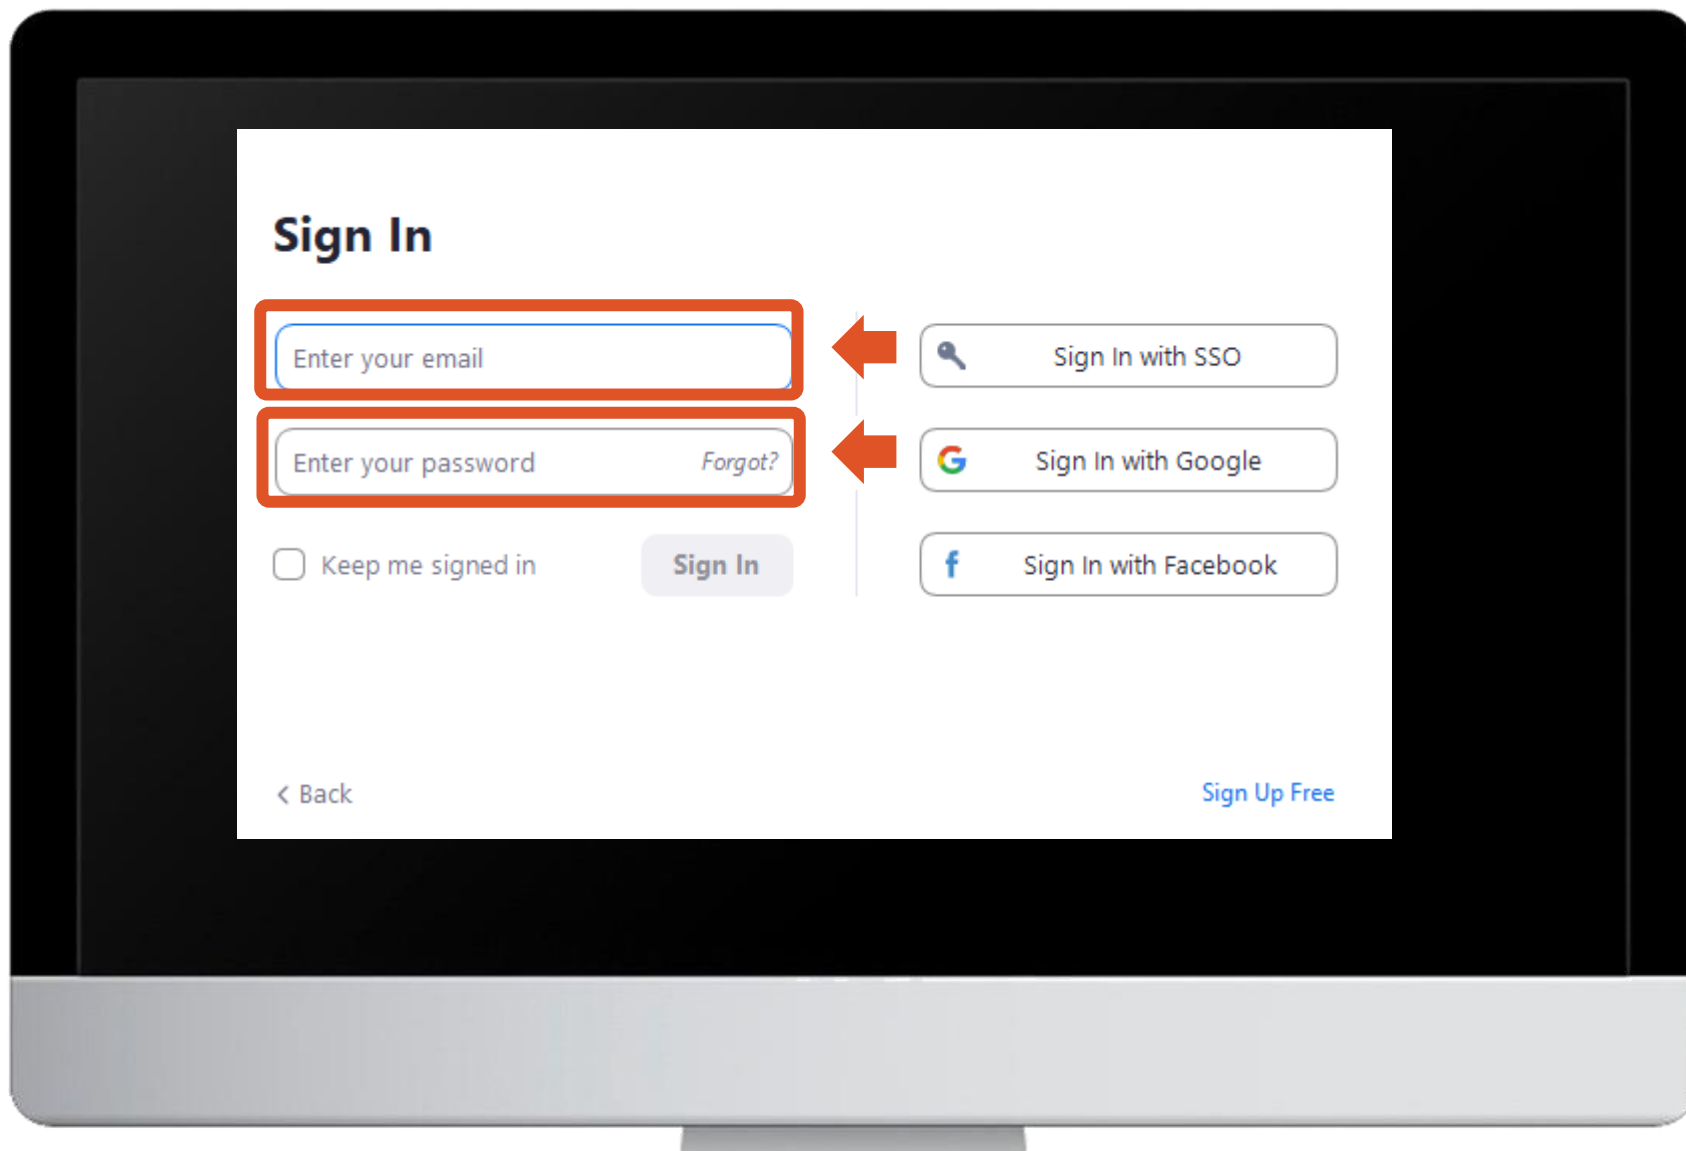 Sign In
Enter your email
Enter your password Forgot?
Keep me signed in Sign In
Sign In with SSO
Sign In with Google
Sign In with Facebook
< Back
Sign Up Free